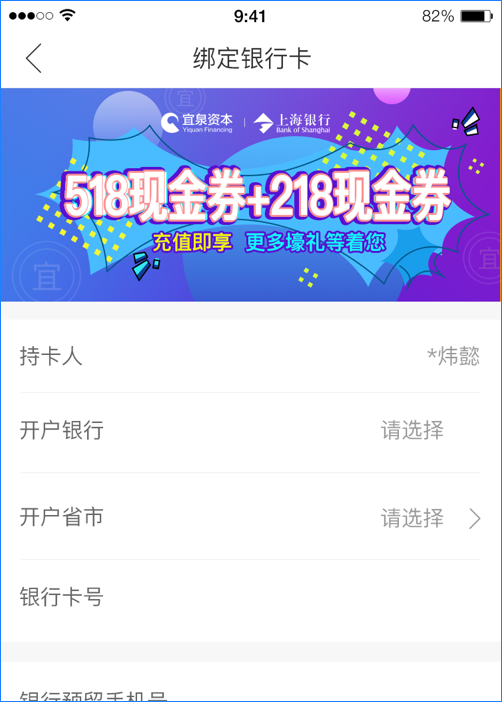 9:41
82%
绑定银行卡
宜泉资本
Yiquan Financing
上海银行
Bank of Shanghai
518现金券+218现金券
充值即享 更多壕礼等着您
宜
宜
宜
持卡人
*炜懿
开户银行
请选择
开户省市
请选择
银行卡号
银行预留手机号